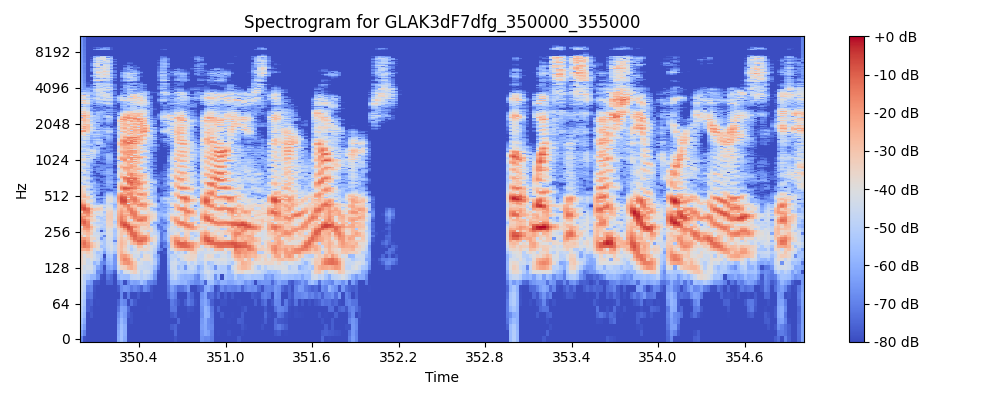 Spectrogram for GLAK3dF7dfg_350000_355000
8192
4096
2048
1024
512
256
128
64
0
Hz
350.4 351.0 351.6 352.2 352.8 353.4 354.0 354.6
Time
+0 dB
-10 dB
-20 dB
-30 dB
-40 dB
-50 dB
-60 dB
-70 dB
-80 dB